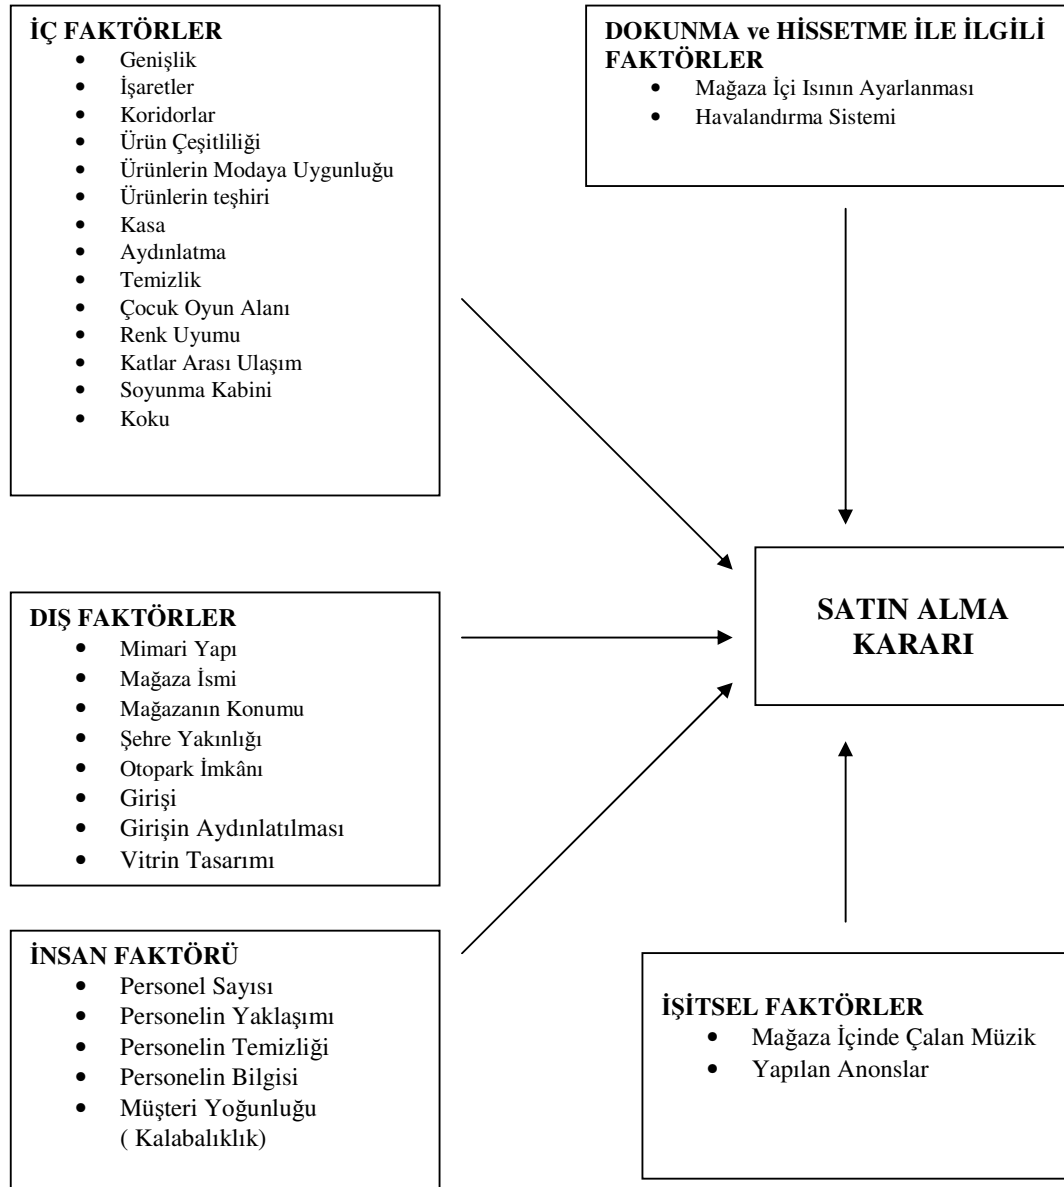 İÇ FAKTÖRLER
• Genişlik
• İşaretler
• Koridorlar
• Ürün Çeşitliliği
• Ürünlerin Modaya Uygunluğu
• Ürünlerin teşhiri
• Kasa
• Aydınlatma
• Temizlik
• Çocuk Oyun Alanı
• Renk Uyumu
• Katlar Arası Ulaşım
• Soyunma Kabini
• Koku
DOKUNMA ve HİSSETME İLE İLGİLİ
FAKTÖRLER
• Mağaza İçi Isının Ayarlanması
• Havalandırma Sistemi
DIŞ FAKTÖRLER
• Mimari Yapı
• Mağaza İsmi
• Mağazanın Konumu
• Şehre Yakınlığı
• Otopark İmkânı
• Girişi
• Girişin Aydınlatılması
• Vitrin Tasarımı
SATIN ALMA
KARARI
İNSAN FAKTÖRÜ
• Personel Sayısı
• Personelin Yaklaşımı
• Personelin Temizliği
• Personelin Bilgisi
• Müşteri Yoğunluğu
( Kalabalıklık)
İŞİTSEL FAKTÖRLER
• Mağaza İçinde Çalan Müzik
• Yapılan Anonslar